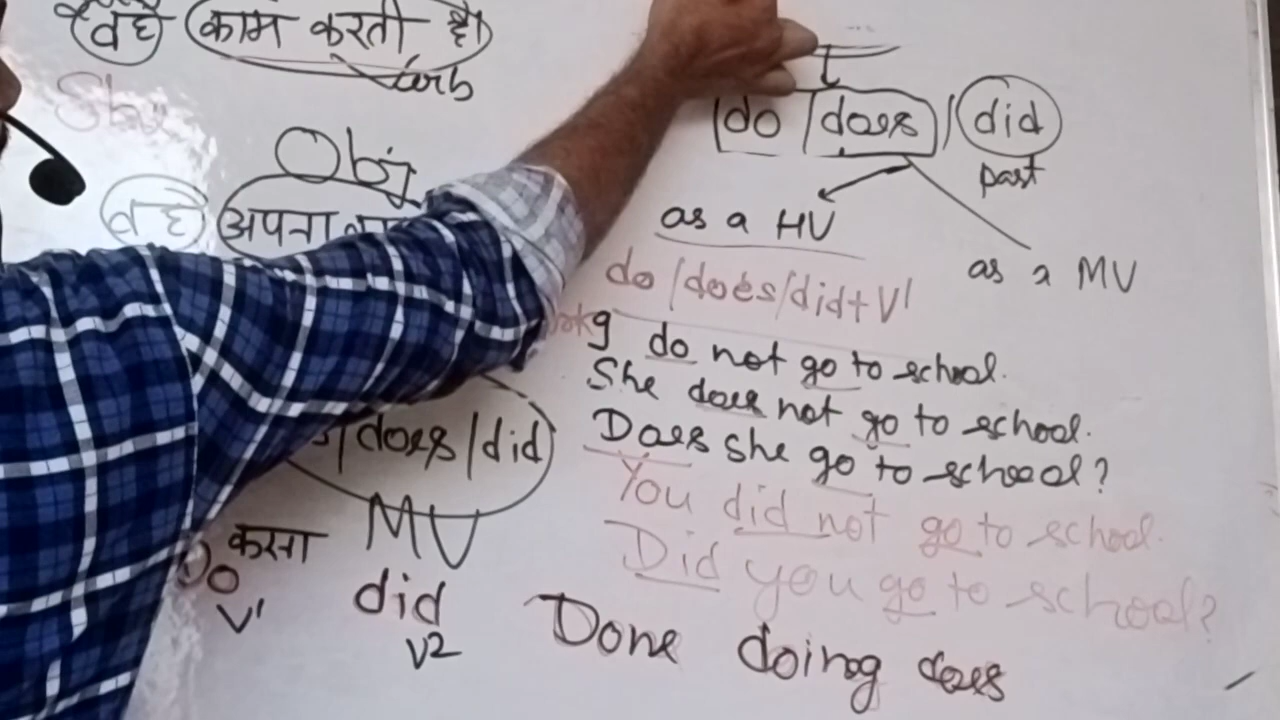 वह काम करती है।
verb
She
Obj
वह अपना
do / does / did
past
as a HV
as a MV
do / does / did + V1
do not go to school.
She does not go to school.
Does she go to school?
You did not go to school.
Did you go to school?
/ does / did
MV
करना
Do
V1
did
V2
Done doing does